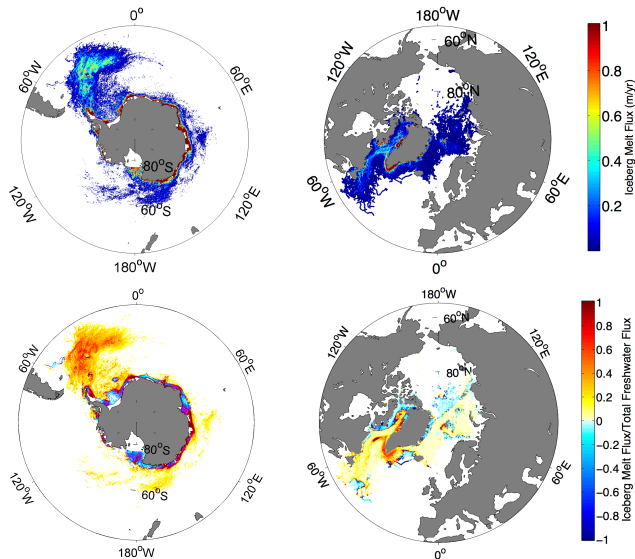 0°
60°W
60°E
80°S
60°S
120°W
120°E
180°W
180°W
60°N
120°W
120°E
80°N
60°W
60°E
0°
1
0.8
0.6
0.4
0.2
Iceberg Melt Flux (m/yr)
0°
60°W
60°E
80°S
60°S
120°W
120°E
180°W
180°W
60°N
120°W
120°E
80°N
60°W
60°E
0°
1
0.8
0.6
0.4
0.2
0
−0.2
−0.4
−0.6
−0.8
−1
Iceberg Melt Flux/Total Freshwater Flux